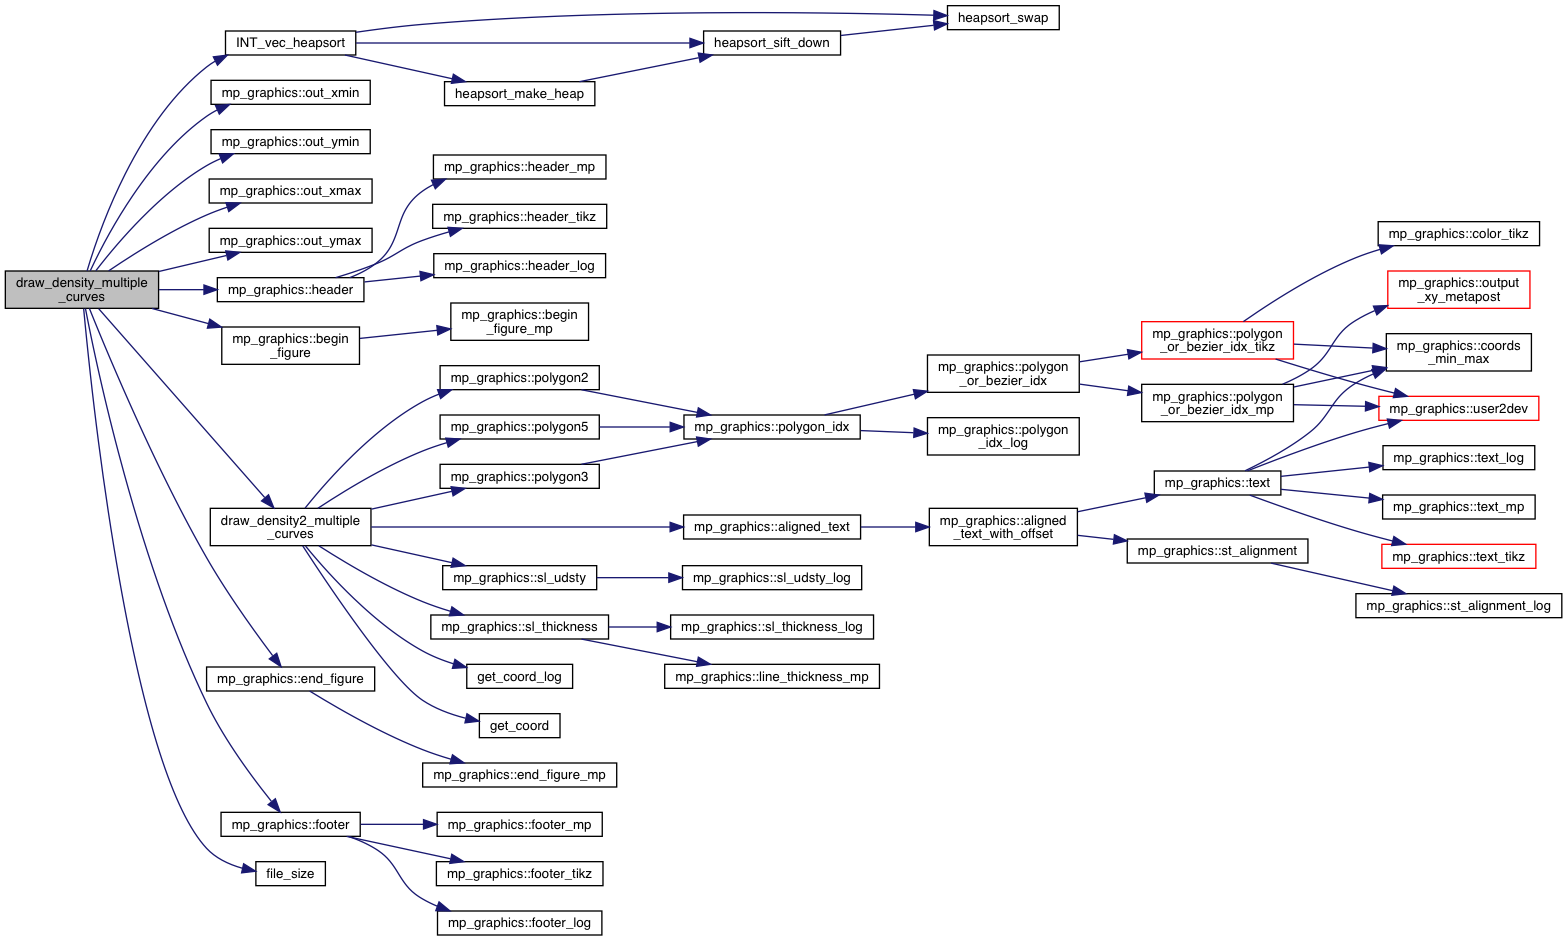 draw_density_multiple
_curves
INT_vec_heapsort
mp_graphics::out_xmin
mp_graphics::out_ymin
mp_graphics::out_xmax
mp_graphics::out_ymax
mp_graphics::header
mp_graphics::begin
_figure
draw_density2_multiple
_curves
mp_graphics::end_figure
mp_graphics::footer
file_size
heapsort_make_heap
mp_graphics::header_mp
mp_graphics::header_tikz
mp_graphics::header_log
mp_graphics::begin
_figure_mp
mp_graphics::polygon2
mp_graphics::polygon5
mp_graphics::polygon3
mp_graphics::sl_udsty
mp_graphics::sl_thickness
get_coord_log
get_coord
mp_graphics::end_figure_mp
mp_graphics::footer_mp
mp_graphics::footer_tikz
mp_graphics::footer_log
heapsort_sift_down
mp_graphics::polygon_idx
mp_graphics::aligned_text
mp_graphics::sl_udsty_log
mp_graphics::sl_thickness_log
mp_graphics::line_thickness_mp
heapsort_swap
mp_graphics::polygon
_or_bezier_idx
mp_graphics::polygon
_idx_log
mp_graphics::aligned
_text_with_offset
mp_graphics::polygon
_or_bezier_idx_tikz
mp_graphics::polygon
_or_bezier_idx_mp
mp_graphics::text
mp_graphics::st_alignment
mp_graphics::color_tikz
mp_graphics::output
_xy_metapost
mp_graphics::coords
_min_max
mp_graphics::user2dev
mp_graphics::text_log
mp_graphics::text_mp
mp_graphics::text_tikz
mp_graphics::st_alignment_log